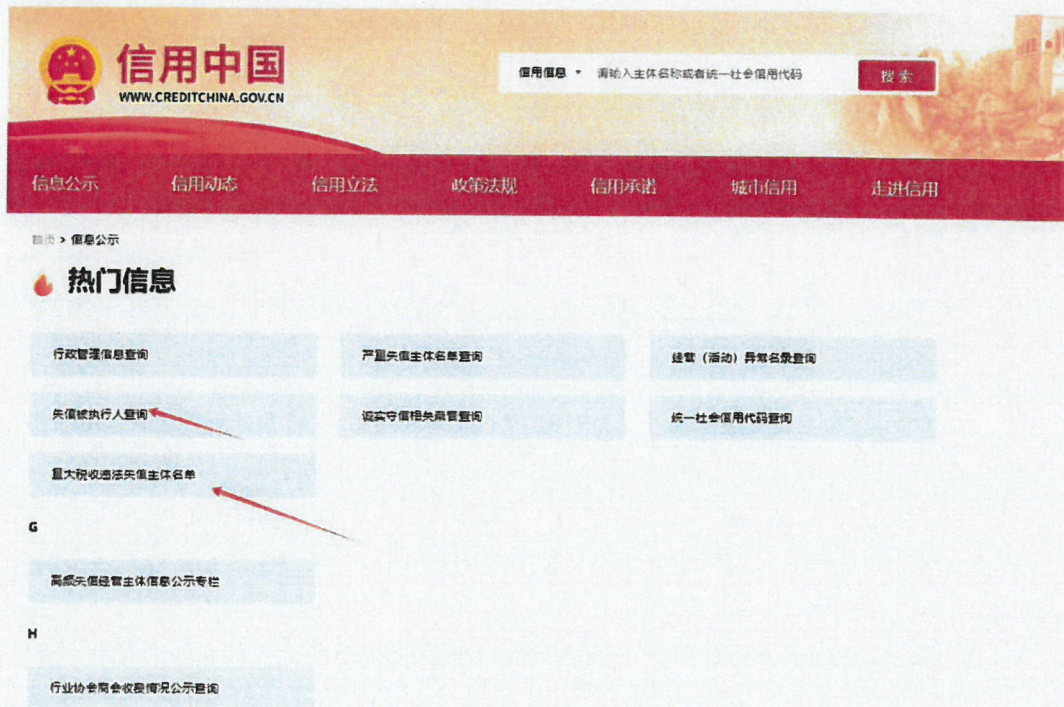 信用中国
WWW.CREDITCHINA.GOV.CN
信用信息 请输入主体名称或者统一社会信用代码 搜索
信息公示 信用动态 信用立法 政策法规 信用承诺 城市信用 走进信用
首页 > 信息公示
热门信息
行政管理信息查询 严重失信主体名单查询 经营（活动）异常名录查询
失信被执行人查询 诚实守信相关荣誉查询 统一社会信用代码查询
重大税收违法失信主体名单
G
高频失信经营主体信息公示专栏
H
行业协会商会收费情况公示查询